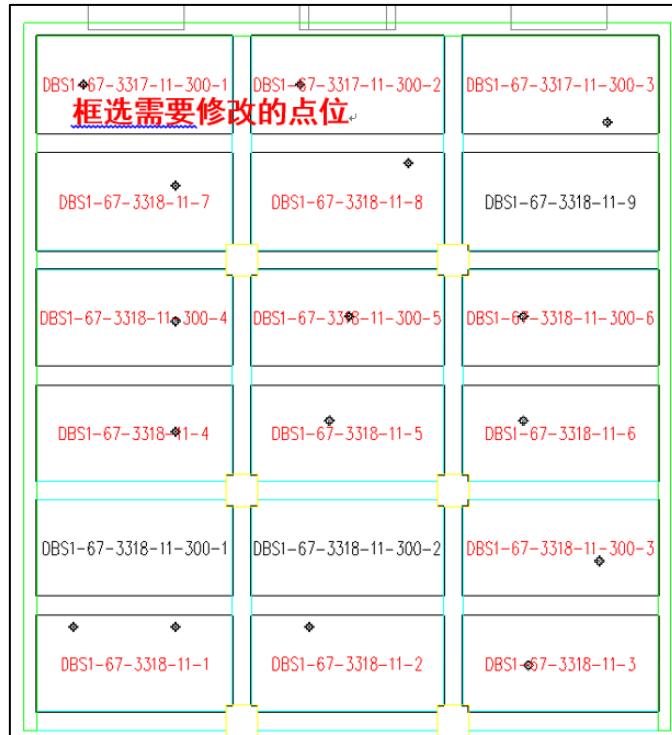 DBS1-67-3317-11-300-1 DBS1-67-3317-11-300-2 DBS1-67-3317-11-300-3
框选需要修改的点位
DBS1-67-3318-11-7 DBS1-67-3318-11-8 DBS1-67-3318-11-9
DBS1-67-3318-11-300-4 DBS1-67-3318-11-300-5 DBS1-67-3318-11-300-6
DBS1-67-3318-11-4 DBS1-67-3318-11-5 DBS1-67-3318-11-6
DBS1-67-3318-11-300-1 DBS1-67-3318-11-300-2 DBS1-67-3318-11-300-3
DBS1-67-3318-11-1 DBS1-67-3318-11-2 DBS1-67-3318-11-3